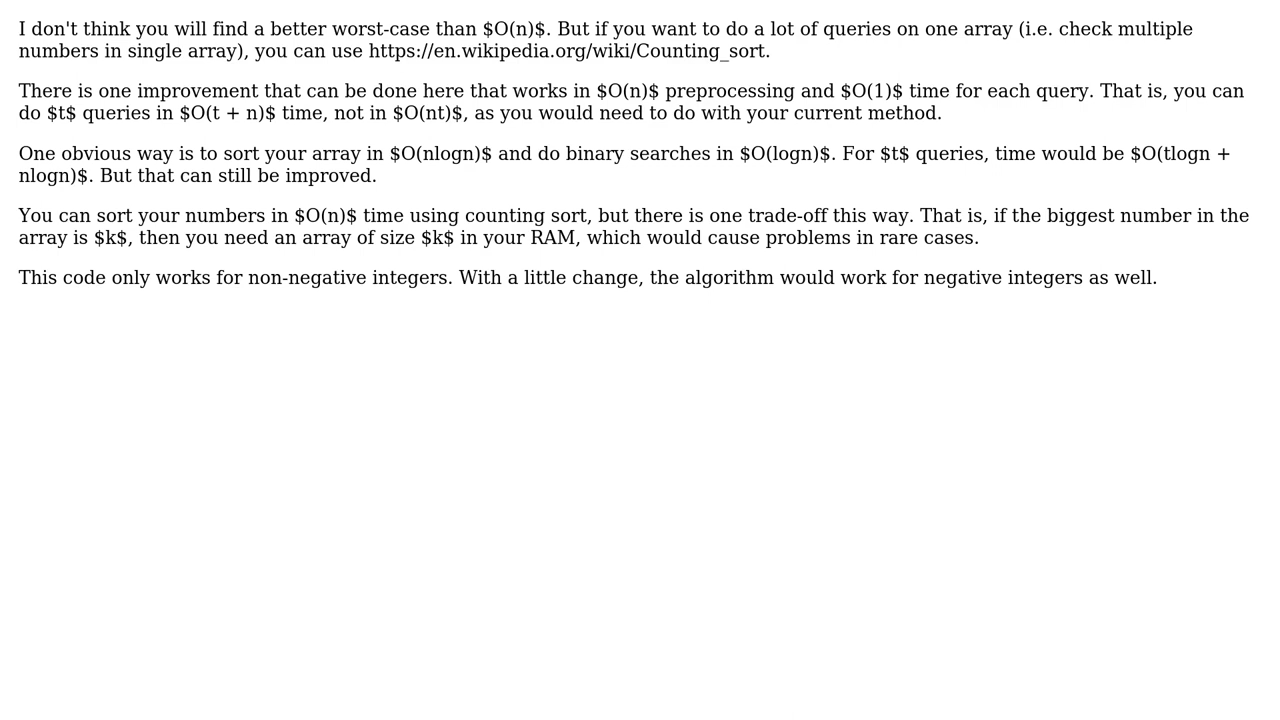 I don't think you will find a better worst-case than $O(n)$. But if you want to do a lot of queries on one array (i.e. check multiple
numbers in single array), you can use https://en.wikipedia.org/wiki/Counting_sort.
There is one improvement that can be done here that works in $O(n)$ preprocessing and $O(1)$ time for each query. That is, you can
do $t$ queries in $O(t + n)$ time, not in $O(nt)$, as you would need to do with your current method.
One obvious way is to sort your array in $O(nlogn)$ and do binary searches in $O(logn)$. For $t$ queries, time would be $O(tlogn +
nlogn)$. But that can still be improved.
You can sort your numbers in $O(n)$ time using counting sort, but there is one trade-off this way. That is, if the biggest number in the
array is $k$, then you need an array of size $k$ in your RAM, which would cause problems in rare cases.
This code only works for non-negative integers. With a little change, the algorithm would work for negative integers as well.